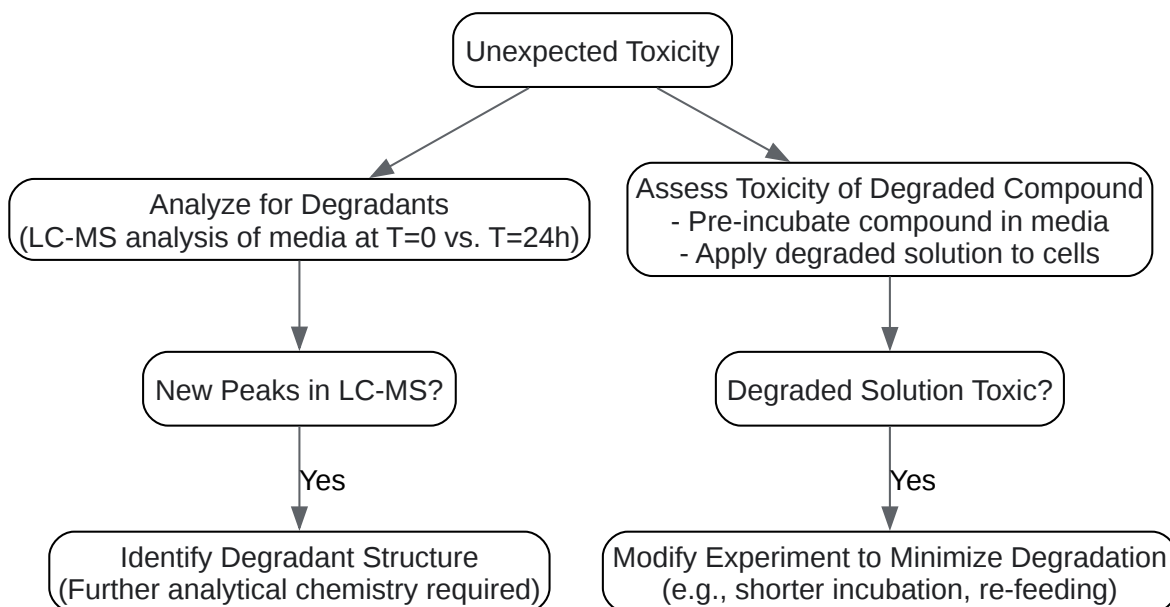 Unexpected Toxicity
Analyze for Degradants
(LC-MS analysis of media at T=0 vs. T=24h)
Assess Toxicity of Degraded Compound
- Pre-incubate compound in media
- Apply degraded solution to cells
New Peaks in LC-MS?
Degraded Solution Toxic?
Yes
Yes
Identify Degradant Structure
(Further analytical chemistry required)
Modify Experiment to Minimize Degradation
(e.g., shorter incubation, re-feeding)